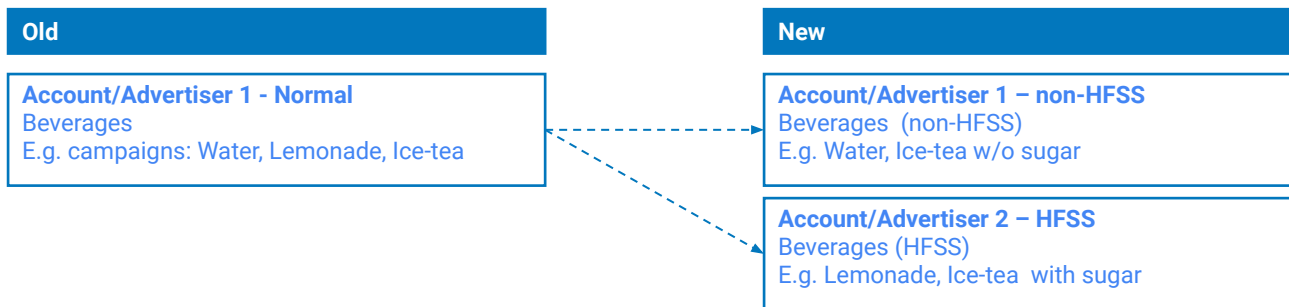 Old
Account/Advertiser 1 - Normal
Beverages
E.g. campaigns: Water, Lemonade, Ice-tea
New
Account/Advertiser 1 – non-HFSS
Beverages  (non-HFSS)
E.g. Water, Ice-tea w/o sugar
Account/Advertiser 2 – HFSS
Beverages (HFSS)
E.g. Lemonade, Ice-tea  with sugar